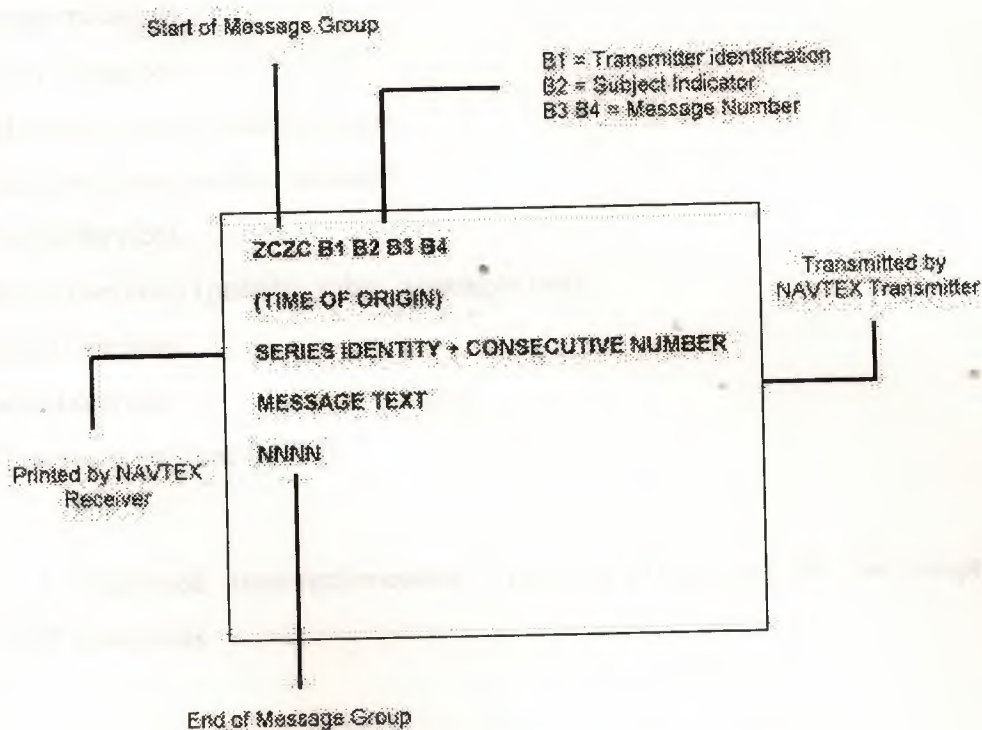 Start of Message Group
B1 = Transmitter identification
B2 = Subject Indicator
B3 B4 = Message Number
ZCZC B1 B2 B3 B4
(TIME OF ORIGIN)
SERIES IDENTITY + CONSECUTIVE NUMBER
MESSAGE TEXT
NNNN
Transmitted by
NAVTEX Transmitter
Printed by NAVTEX
Receiver
End of Message Group